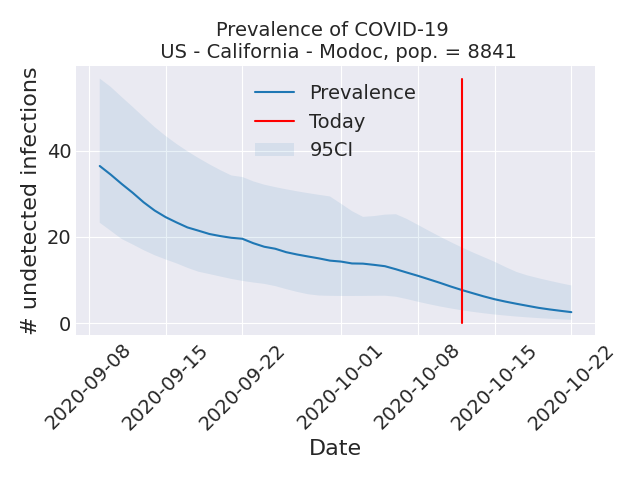 Prevalence of COVID-19
US - California - Modoc, pop. = 8841
# undetected infections
40
20
0
Prevalence
Today
95CI
2020-09-08
2020-09-15
2020-09-22
2020-10-01
2020-10-08
2020-10-15
2020-10-22
Date